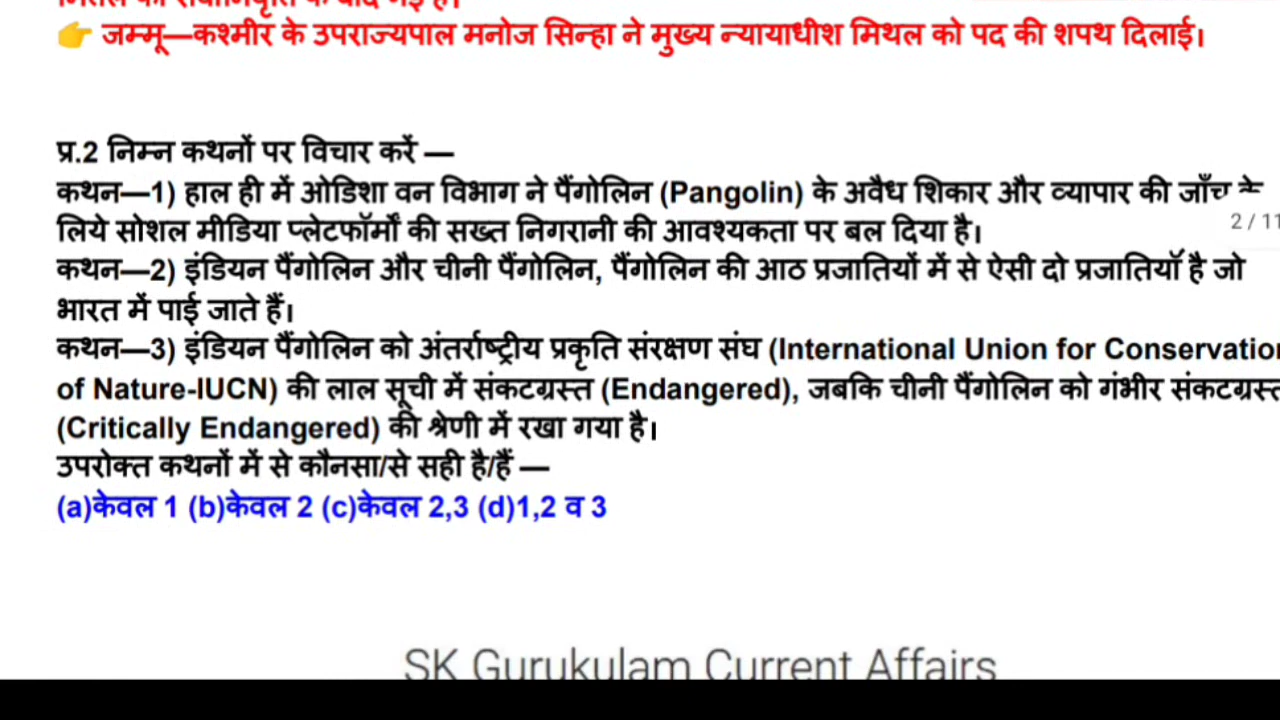 👉 जम्मू—कश्मीर के उपराज्यपाल मनोज सिन्हा ने मुख्य न्यायाधीश मिथल को पद की शपथ दिलाई।
प्र.2 निम्न कथनों पर विचार करें —
कथन—1) हाल ही में ओडिशा वन विभाग ने पैंगोलिन (Pangolin) के अवैध शिकार और व्यापार की जाँच के
2 / 11
लिये सोशल मीडिया प्लेटफॉर्मों की सख्त निगरानी की आवश्यकता पर बल दिया है।
कथन—2) इंडियन पैंगोलिन और चीनी पैंगोलिन, पैंगोलिन की आठ प्रजातियों में से ऐसी दो प्रजातियाँ है जो
भारत में पाई जाते हैं।
कथन—3) इंडियन पैंगोलिन को अंतर्राष्ट्रीय प्रकृति संरक्षण संघ (International Union for Conservation
of Nature-IUCN) की लाल सूची में संकटग्रस्त (Endangered), जबकि चीनी पैंगोलिन को गंभीर संकटग्रस्त
(Critically Endangered) की श्रेणी में रखा गया है।
उपरोक्त कथनों में से कौनसा/से सही है/हैं —
(a)केवल 1 (b)केवल 2 (c)केवल 2,3 (d)1,2 व 3
SK Gurukulam Current Affairs